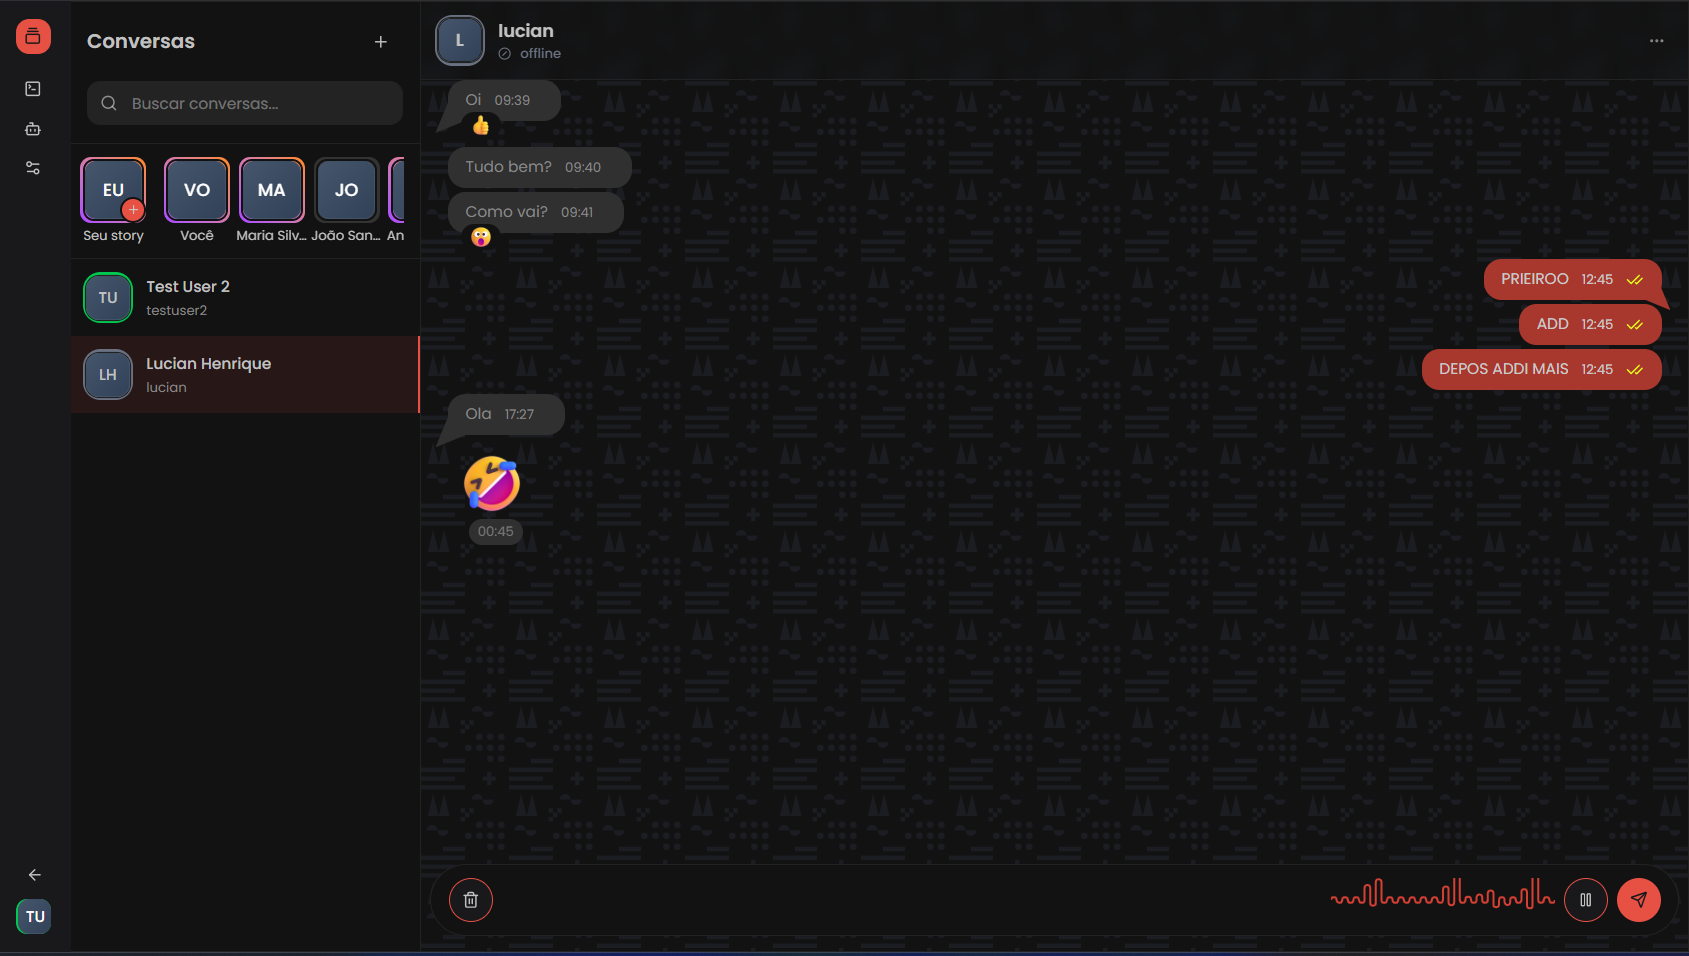 Conversas
Buscar conversas...
EU
VO
MA
JO
Seu story
Você
Maria Silv...
João San...
An
TU
Test User 2
testuser2
LH
Lucian Henrique
lucian
TU
L
lucian
offline
Oi 09:39
Tudo bem? 09:40
Como vai? 09:41
PRIEIROO 12:45
ADD 12:45
DEPOS ADDI MAIS 12:45
Ola 17:27
00:45